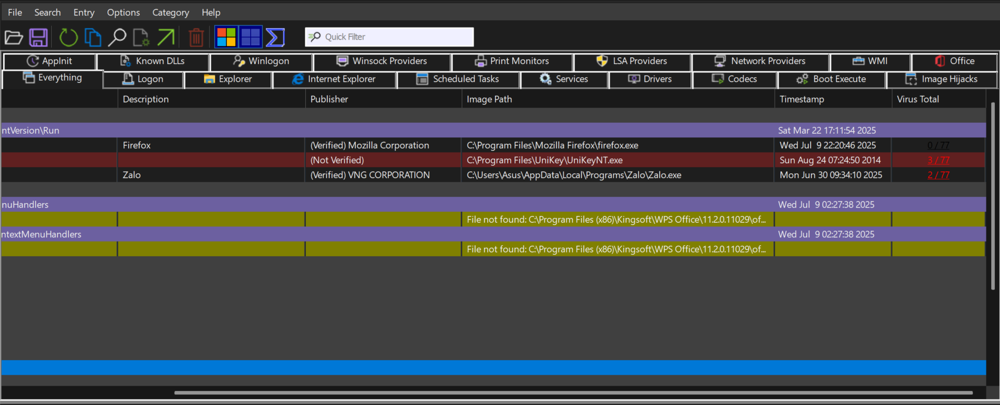 File Search Entry Options Category Help
Quick Filter
AppInit Known DLLs Winlogon Winsock Providers Print Monitors LSA Providers Network Providers WMI Office
Everything Logon Explorer Internet Explorer Scheduled Tasks Services Drivers Codecs Boot Execute Image Hijacks
Description Publisher Image Path Timestamp Virus Total
ntVersion\Run Sat Mar 22 17:11:54 2025
Firefox (Verified) Mozilla Corporation C:\Program Files\Mozilla Firefox\firefox.exe Wed Jul 9 22:20:46 2025 0 / 77
(Not Verified) C:\Program Files\UniKey\UniKeyNT.exe Sun Aug 24 07:24:50 2014 3 / 77
Zalo (Verified) VNG CORPORATION C:\Users\Asus\AppData\Local\Programs\Zalo\Zalo.exe Mon Jun 30 09:34:10 2025 2 / 77
nuHandlers Wed Jul 9 02:27:38 2025
File not found: C:\Program Files (x86)\Kingsoft\WPS Office\11.2.0.11029\of...
ntextMenuHandlers Wed Jul 9 02:27:38 2025
File not found: C:\Program Files (x86)\Kingsoft\WPS Office\11.2.0.11029\of...